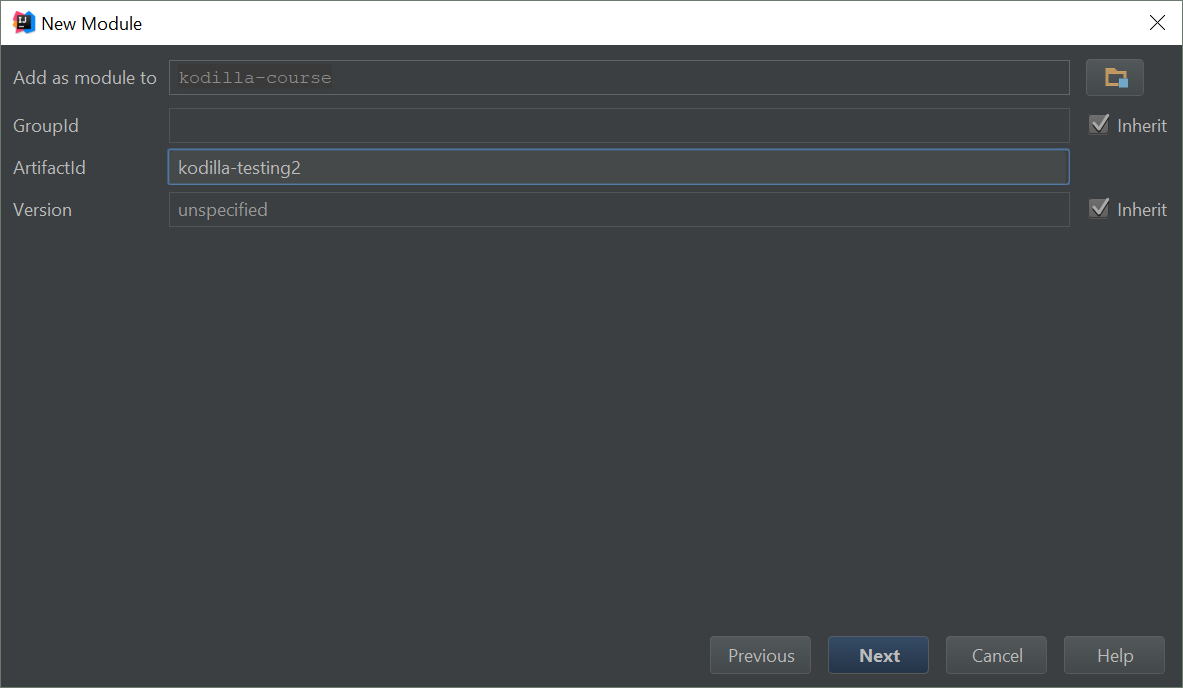 New Module
Add as module to kodilla-course
GroupId Inherit
ArtifactId kodilla-testing2
Version unspecified Inherit
Previous Next Cancel Help